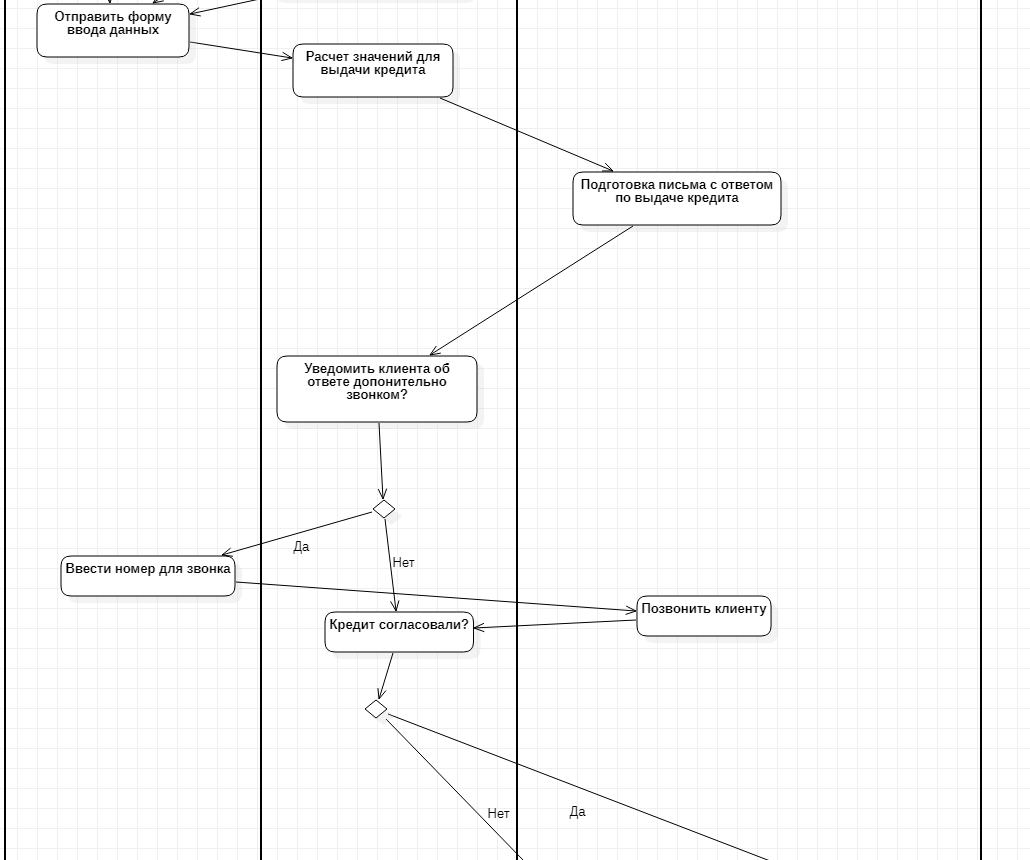 Отправить форму
ввода данных
Расчет значений для
выдачи кредита
Подготовка письма с ответом
по выдаче кредита
Уведомить клиента об
ответе допонительно
звонком?
Да
Нет
Ввести номер для звонка
Позвонить клиенту
Кредит согласовали?
Нет
Да